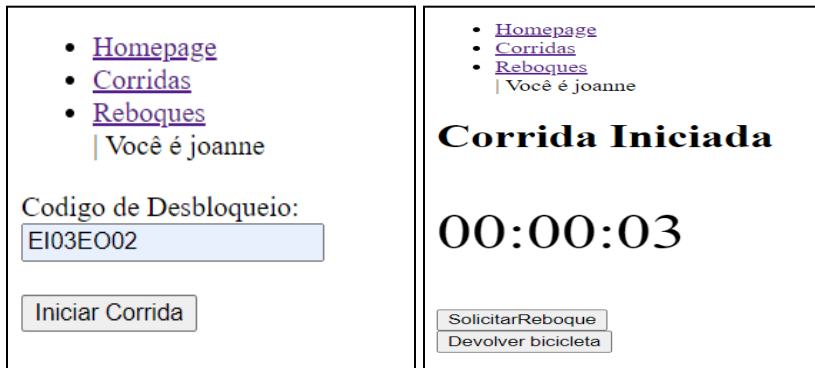 Homepage
Corridas
Reboques
| Você é joanne
Codigo de Desbloqueio:
EI03EO02
Iniciar Corrida
Homepage
Corridas
Reboques
| Você é joanne
Corrida Iniciada
00:00:03
SolicitarReboque
Devolver bicicleta